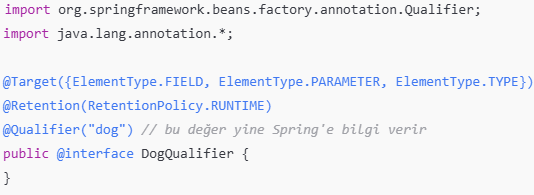 import org.springframework.beans.factory.annotation.Qualifier;
import java.lang.annotation.*;
@Target({ElementType.FIELD, ElementType.PARAMETER, ElementType.TYPE})
@Retention(RetentionPolicy.RUNTIME)
@Qualifier("dog") // bu değer yine Spring'e bilgi verir
public @interface DogQualifier {
}